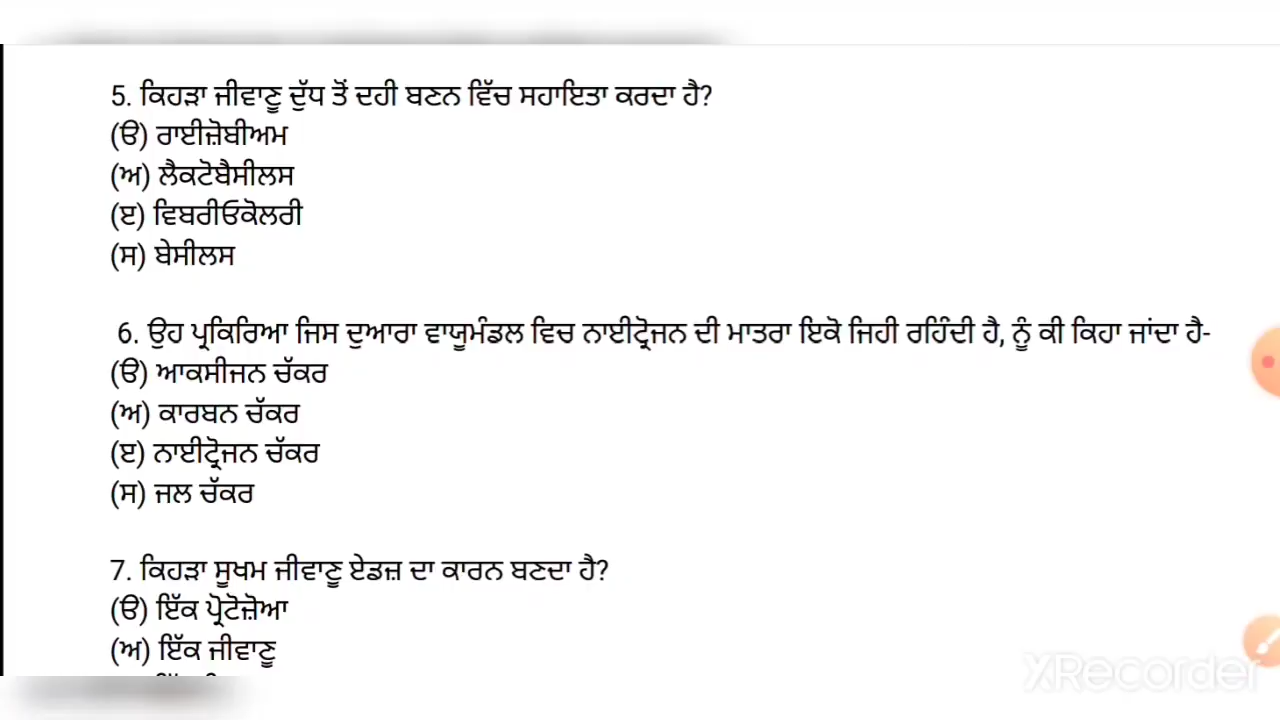 5. ਕਿਹੜਾ ਜੀਵਾਣੂ ਦੁੱਧ ਤੋਂ ਦਹੀ ਬਣਨ ਵਿੱਚ ਸਹਾਇਤਾ ਕਰਦਾ ਹੈ?
(ੳ) ਰਾਈਜ਼ੋਬੀਅਮ
(ਅ) ਲੈਕਟੋਬੈਸੀਲਸ
(ੲ) ਵਿਬਰੀਓਕੋਲਰੀ
(ਸ) ਬੇਸੀਲਸ
6. ਉਹ ਪ੍ਰਕਿਰਿਆ ਜਿਸ ਦੁਆਰਾ ਵਾਯੂਮੰਡਲ ਵਿਚ ਨਾਈਟ੍ਰੋਜਨ ਦੀ ਮਾਤਰਾ ਇਕੋ ਜਿਹੀ ਰਹਿੰਦੀ ਹੈ, ਨੂੰ ਕੀ ਕਿਹਾ ਜਾਂਦਾ ਹੈ-
(ੳ) ਆਕਸੀਜਨ ਚੱਕਰ
(ਅ) ਕਾਰਬਨ ਚੱਕਰ
(ੲ) ਨਾਈਟ੍ਰੋਜਨ ਚੱਕਰ
(ਸ) ਜਲ ਚੱਕਰ
7. ਕਿਹੜਾ ਸੂਖਮ ਜੀਵਾਣੂ ਏਡਜ਼ ਦਾ ਕਾਰਨ ਬਣਦਾ ਹੈ?
(ੳ) ਇੱਕ ਪ੍ਰੋਟੋਜ਼ੋਆ
(ਅ) ਇੱਕ ਜੀਵਾਣੂ
XRecorder